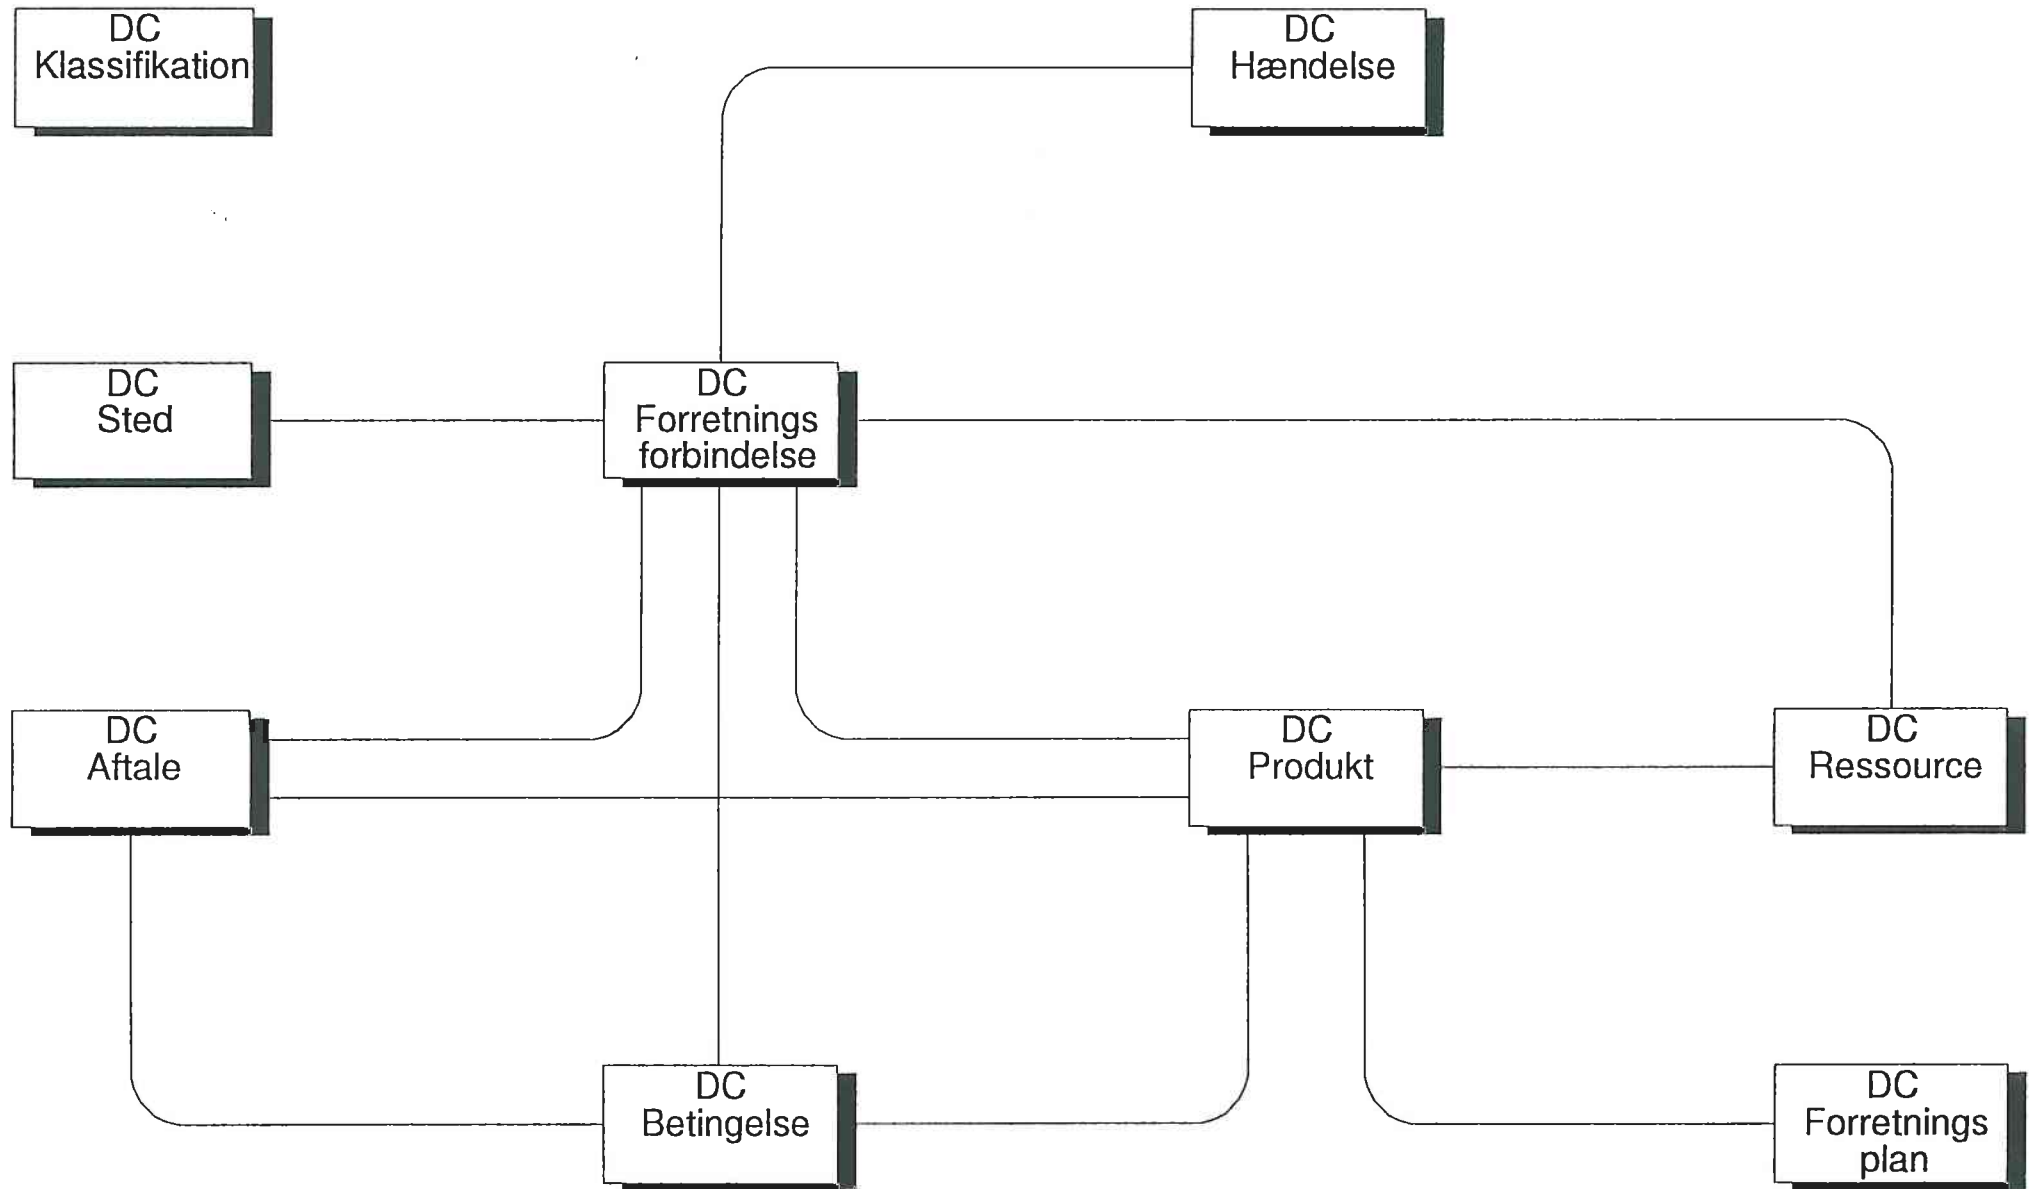 DC
Klassifikation
DC
Hændelse
DC
Sted
DC
Forretnings
forbindelse
DC
Aftale
DC
Produkt
DC
Ressource
DC
Betingelse
DC
Forretnings
plan